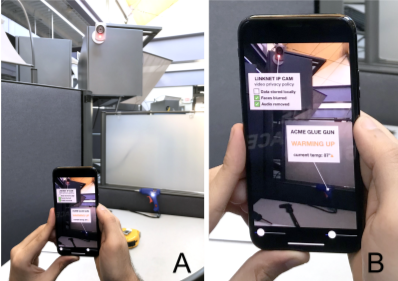 LINKNET IP CAM
video privacy policy
Data stored locally
Faces blurred
Audio removed
ACME GLUE GUN
WARMING UP
current temp: 37°c
A
B